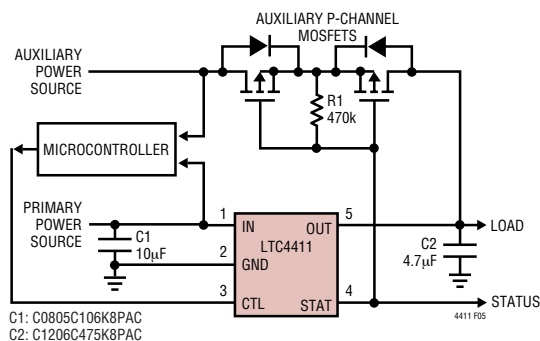 AUXILIARY P-CHANNEL
MOSFETS
AUXILIARY
POWER
SOURCE
R1
470k
MICROCONTROLLER
PRIMARY
POWER
SOURCE
C1
10µF
1
IN
OUT
5
LTC4411
2
GND
3
CTL
STAT
4
LOAD
C2
4.7µF
STATUS
4411 F05
C1: C0805C106K8PAC
C2: C1206C475K8PAC